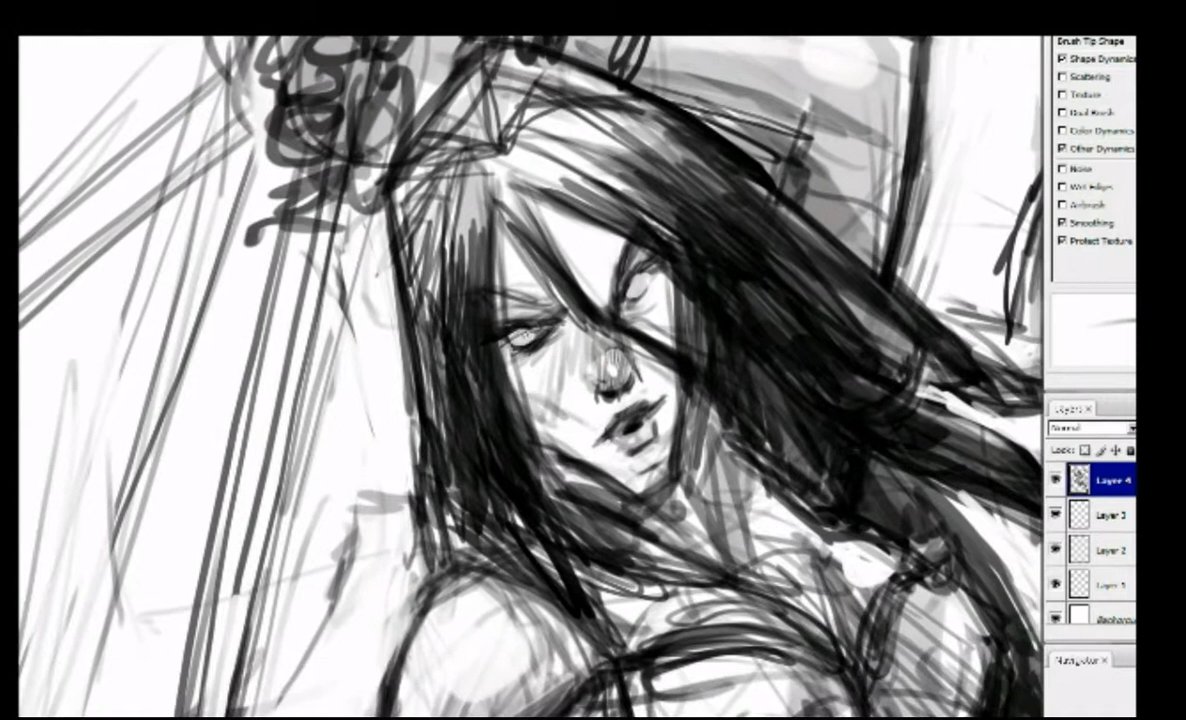 Brush Tip Shape
Shape Dynamics
Scattering
Texture
Dual Brush
Color Dynamics
Other Dynamics
Noise
Wet Edges
Airbrush
Smoothing
Protect Texture
Layers
Normal
Lock:
Layer 4
Layer 3
Layer 2
Layer 1
Backgrou
Navigator